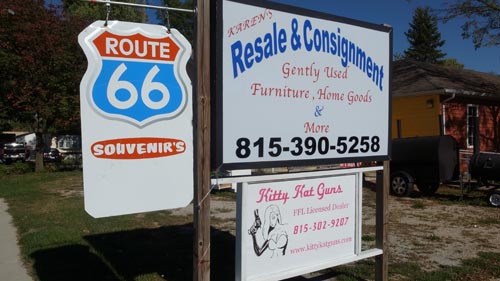 ROUTE
66
SOUVENIR'S
KAREN'S
Resale & Consignment
Gently Used
Furniture, Home Goods
&
More
815-390-5258
Kitty Kat Guns
FFL Licensed Dealer
815-302-9207
www.kittykatguns.com